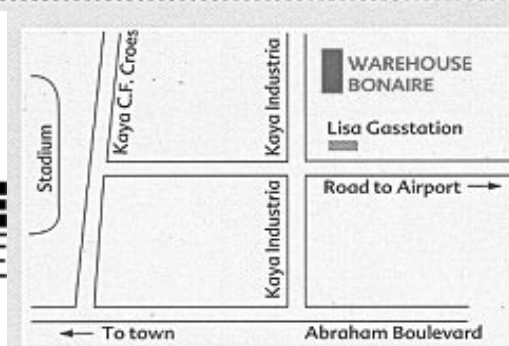 Stadium
Kaya C.F. Croes
Kaya Industria
WAREHOUSE
BONAIRE
Lisa Gasstation
Kaya Industria
Road to Airport →
← To town
Abraham Boulevard